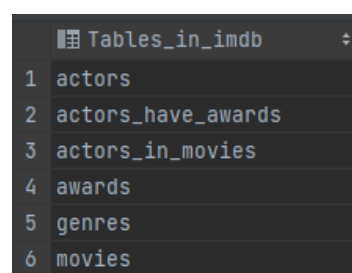 Tables_in_imdb
1 actors
2 actors_have_awards
3 actors_in_movies
4 awards
5 genres
6 movies